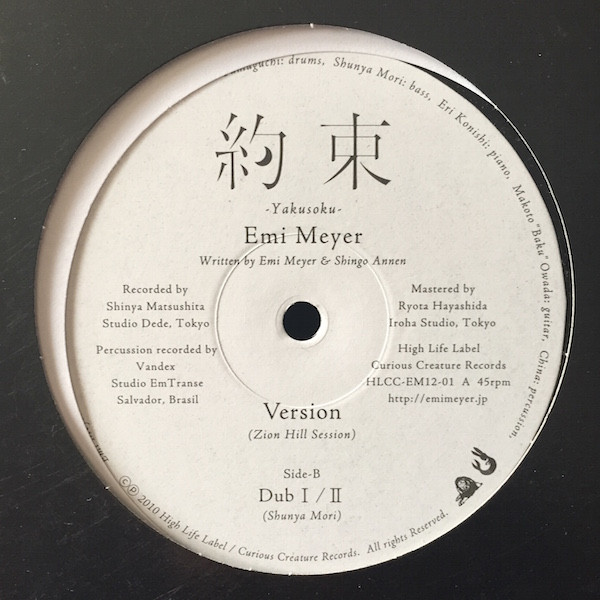 約束
-Yakusoku-
Emi Meyer
Written by Emi Meyer & Shingo Annen
Recorded by
Shinya Matsushita
Studio Dede, Tokyo
Percussion recorded by
Vandex
Studio EmTranse
Salvador, Brasil
Mastered by
Ryota Hayashida
Iroha Studio, Tokyo
High Life Label
Curious Creature Records
HLCC-EM12-01 A 45rpm
http://emimeyer.jp
Version
(Zion Hill Session)
Side-B
Dub Ⅰ/Ⅱ
(Shunya Mori)
drums, Shunya Mori: bass, Eri Konishi: piano, Makoto "Baku" Owada: guitar, China: percussion,
©℗ 2010 High Life Label / Curious Creature Records. All rights Reserved.